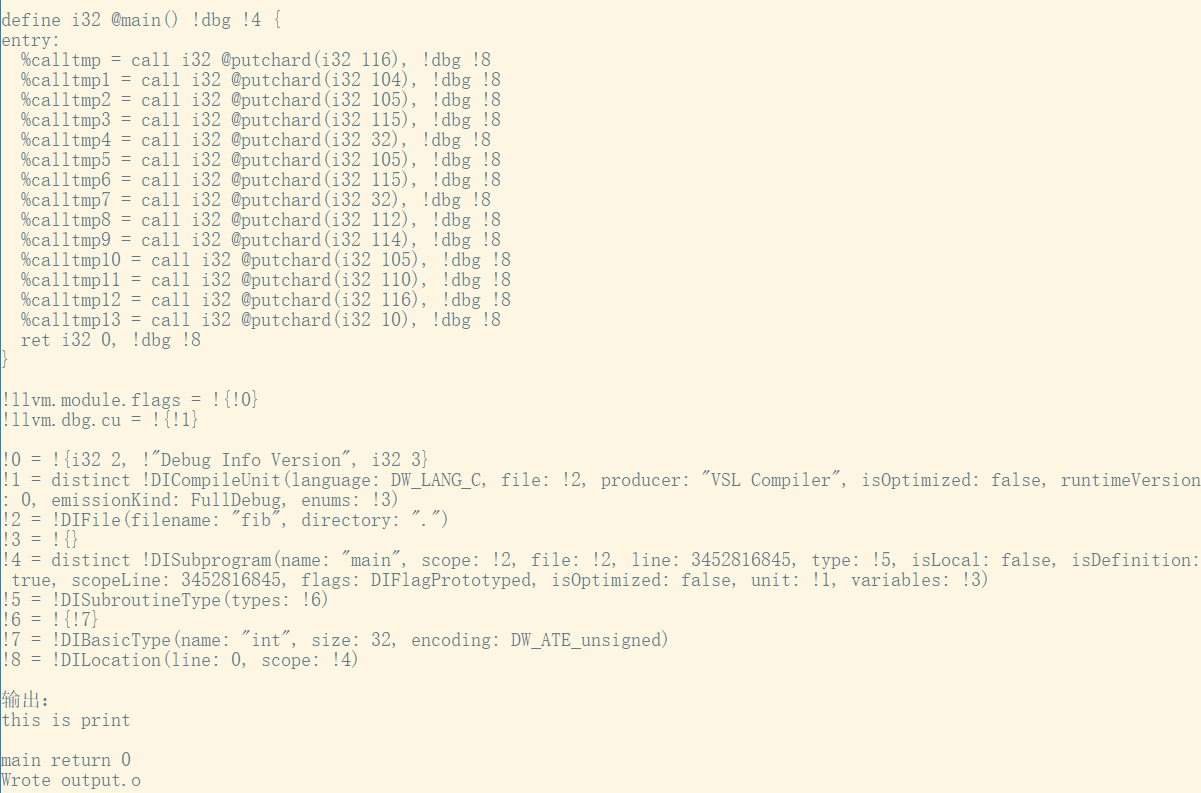 define i32 @main() !dbg !4 {
entry:
  %calltmp = call i32 @putchard(i32 116), !dbg !8
  %calltmp1 = call i32 @putchard(i32 104), !dbg !8
  %calltmp2 = call i32 @putchard(i32 105), !dbg !8
  %calltmp3 = call i32 @putchard(i32 115), !dbg !8
  %calltmp4 = call i32 @putchard(i32 32), !dbg !8
  %calltmp5 = call i32 @putchard(i32 105), !dbg !8
  %calltmp6 = call i32 @putchard(i32 115), !dbg !8
  %calltmp7 = call i32 @putchard(i32 32), !dbg !8
  %calltmp8 = call i32 @putchard(i32 112), !dbg !8
  %calltmp9 = call i32 @putchard(i32 114), !dbg !8
  %calltmp10 = call i32 @putchard(i32 105), !dbg !8
  %calltmp11 = call i32 @putchard(i32 110), !dbg !8
  %calltmp12 = call i32 @putchard(i32 116), !dbg !8
  %calltmp13 = call i32 @putchard(i32 10), !dbg !8
  ret i32 0, !dbg !8
}

!llvm.module.flags = !{!0}
!llvm.dbg.cu = !{!1}

!0 = !{i32 2, !"Debug Info Version", i32 3}
!1 = distinct !DICompileUnit(language: DW_LANG_C, file: !2, producer: "VSL Compiler", isOptimized: false, runtimeVersion
: 0, emissionKind: FullDebug, enums: !3)
!2 = !DIFile(filename: "fib", directory: ".")
!3 = !{}
!4 = distinct !DISubprogram(name: "main", scope: !2, file: !2, line: 3452816845, type: !5, isLocal: false, isDefinition:
 true, scopeLine: 3452816845, flags: DIFlagPrototyped, isOptimized: false, unit: !1, variables: !3)
!5 = !DISubroutineType(types: !6)
!6 = !{!7}
!7 = !DIBasicType(name: "int", size: 32, encoding: DW_ATE_unsigned)
!8 = !DILocation(line: 0, scope: !4)

输出：
this is print

main return 0
Wrote output.o